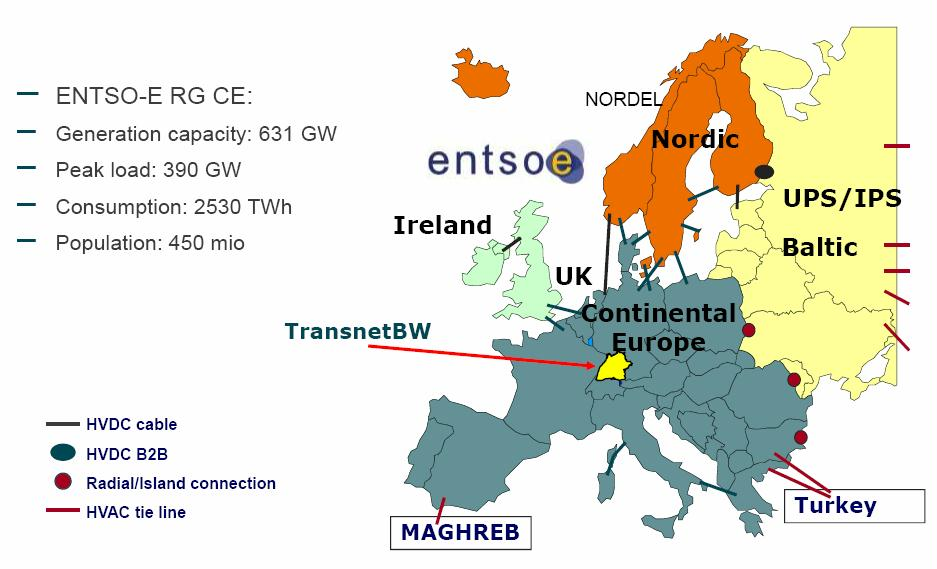 ENTSO-E RG CE:
Generation capacity: 631 GW
Peak load: 390 GW
Consumption: 2530 TWh
Population: 450 mio
entsoe
NORDEL
Nordic
UPS/IPS
Baltic
Ireland
UK
Continental
Europe
TransnetBW
HVDC cable
HVDC B2B
Radial/Island connection
HVAC tie line
MAGHREB
Turkey